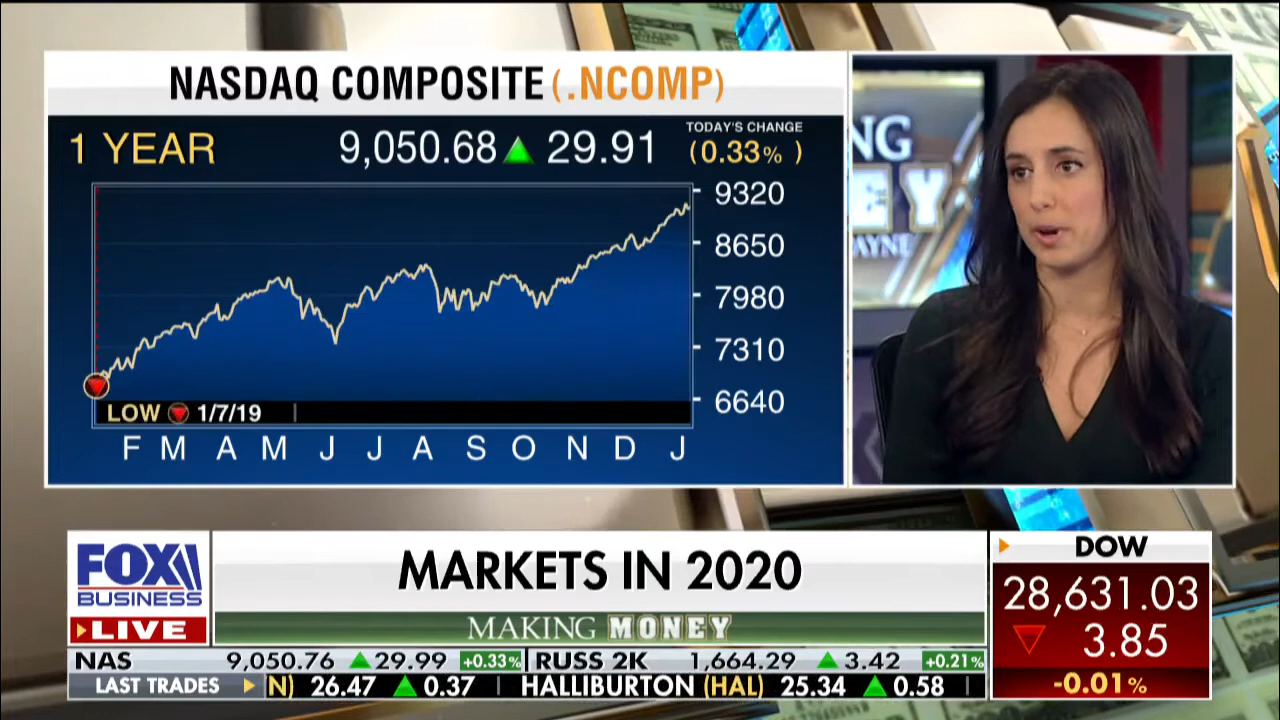 NASDAQ COMPOSITE (.NCOMP)
1 YEAR 9,050.68 29.91 TODAY'S CHANGE (0.33% )
9320
8650
7980
7310
6640
LOW 1/7/19
F M A M J J A S O N D J
NG
EY
AYNE
FOX
BUSINESS
LIVE
MARKETS IN 2020
MAKING MONEY
DOW
28,631.03
3.85
-0.01%
NAS 9,050.76 29.99 +0.33% RUSS 2K 1,664.29 3.42 +0.21%
LAST TRADES N) 26.47 0.37 | HALLIBURTON (HAL) 25.34 0.58 |